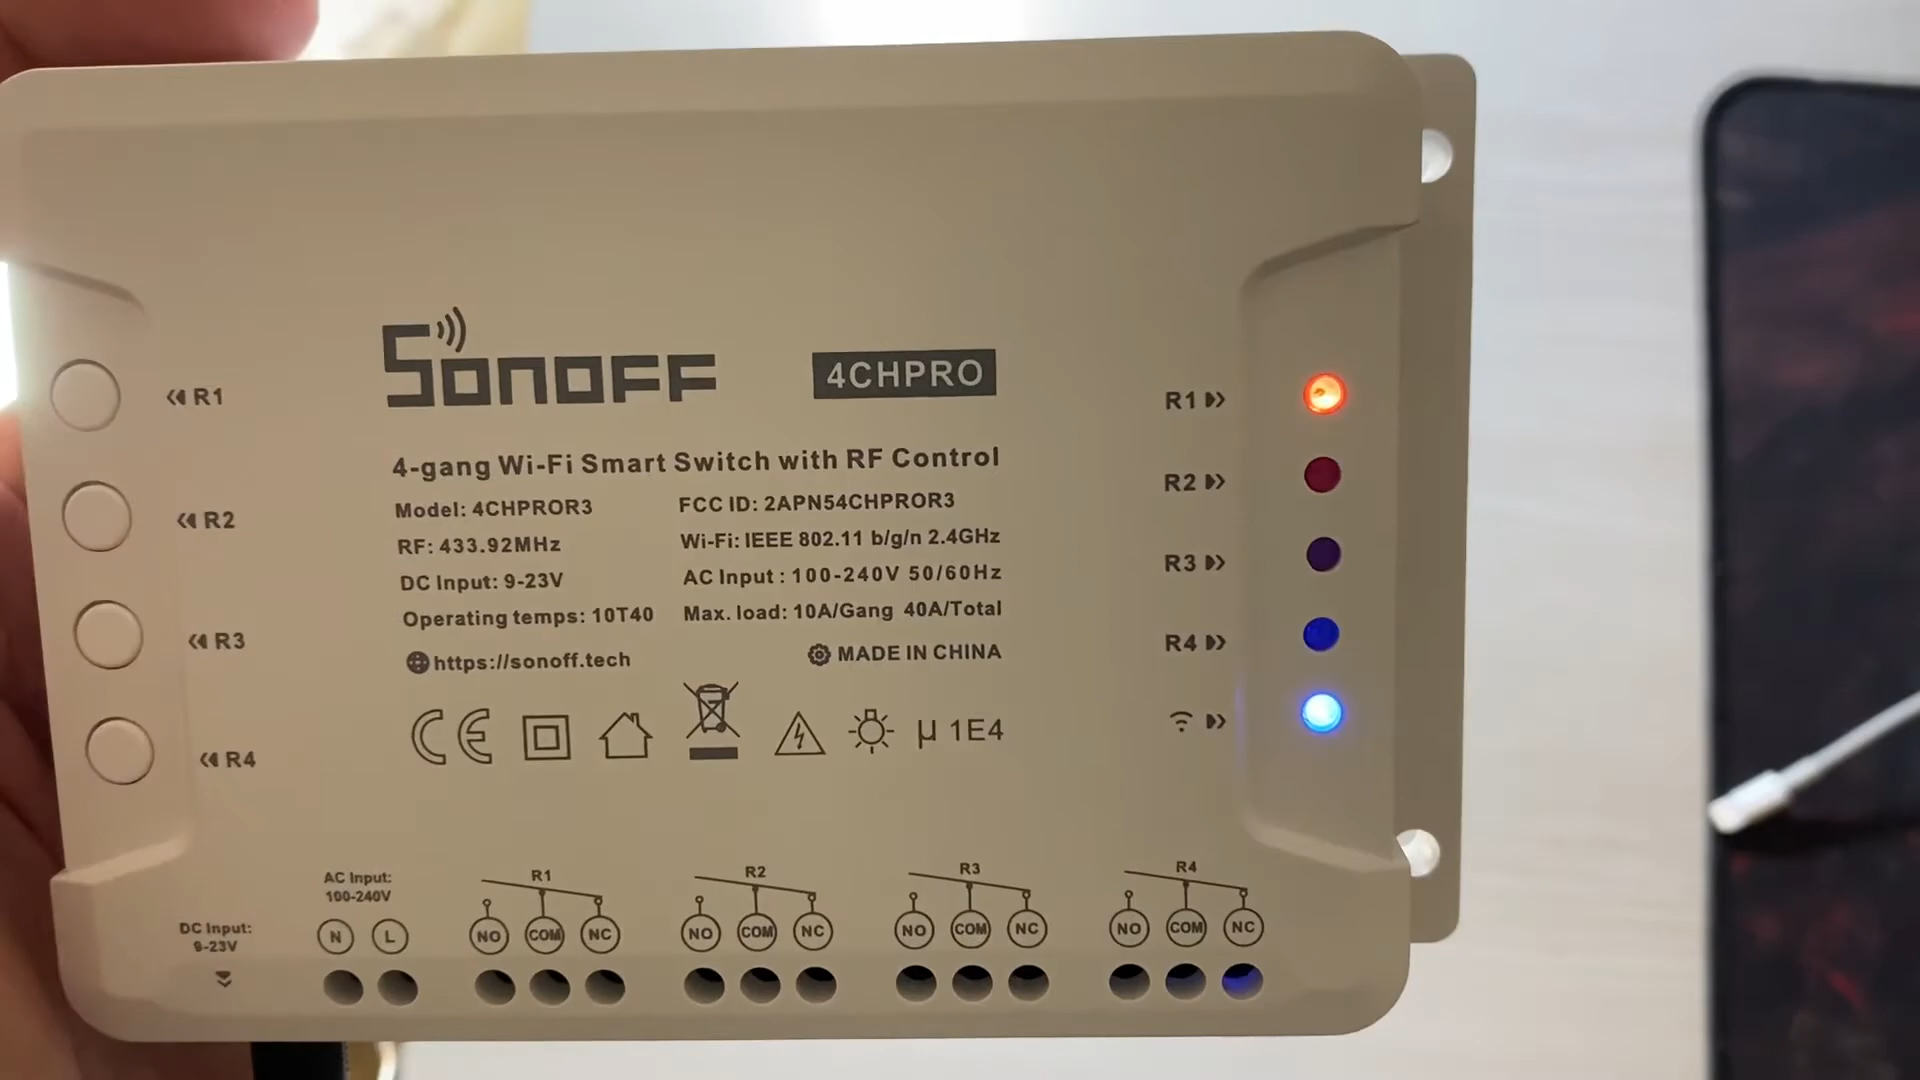 SONOFF 4CHPRO
4-gang Wi-Fi Smart Switch with RF Control
Model: 4CHPROR3 FCC ID: 2APN54CHPROR3
RF: 433.92MHz Wi-Fi: IEEE 802.11 b/g/n 2.4GHz
DC Input: 9-23V AC Input : 100-240V 50/60Hz
Operating temps: 10T40 Max. load: 10A/Gang 40A/Total
https://sonoff.tech MADE IN CHINA
CE μ 1E4
R1
R2
R3
R4
R1
R2
R3
R4
DC Input:
9-23V
AC Input:
100-240V
N L
R1
NO COM NC
R2
NO COM NC
R3
NO COM NC
R4
NO COM NC